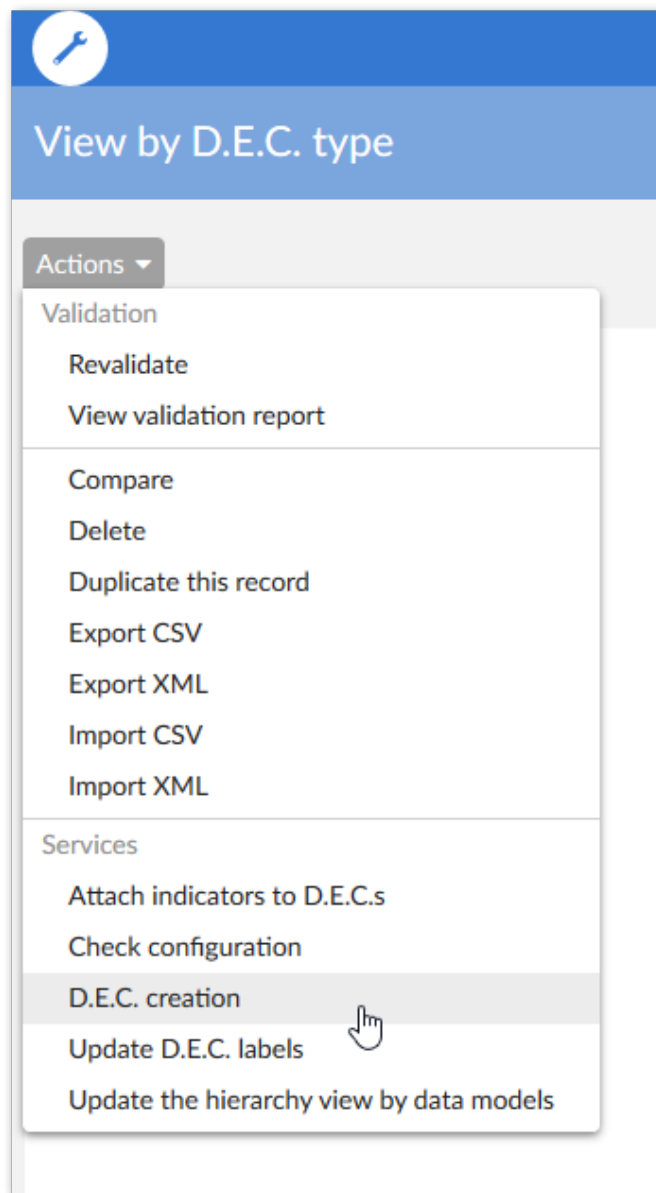 View by D.E.C. type
Actions
Validation
Revalidate
View validation report
Compare
Delete
Duplicate this record
Export CSV
Export XML
Import CSV
Import XML
Services
Attach indicators to D.E.C.s
Check configuration
D.E.C. creation
Update D.E.C. labels
Update the hierarchy view by data models